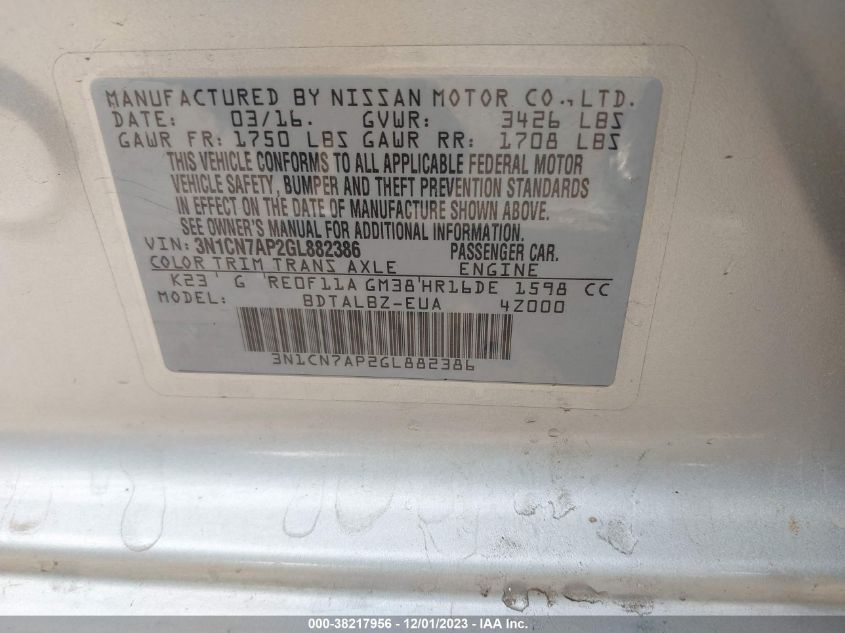 MANUFACTURED BY NISSAN MOTOR CO., LTD.
DATE: 03/16. GVWR: 3426 LBS
GAWR FR: 1750 LBS GAWR RR: 1708 LBS
THIS VEHICLE CONFORMS TO ALL APPLICABLE FEDERAL MOTOR
VEHICLE SAFETY, BUMPER AND THEFT PREVENTION STANDARDS
IN EFFECT ON THE DATE OF MANUFACTURE SHOWN ABOVE.
SEE OWNER'S MANUAL FOR ADDITIONAL INFORMATION.
VIN: 3N1CN7AP2GL882386 PASSENGER CAR.
COLOR TRIM TRANS AXLE ENGINE
K23 G RE0F11A GM38 HR16DE 1598 CC
MODEL: BDTALBZ-EUA 4Z000
3N1CN7AP2GL882386
000-38217956 - 12/01/2023 - IAA Inc.